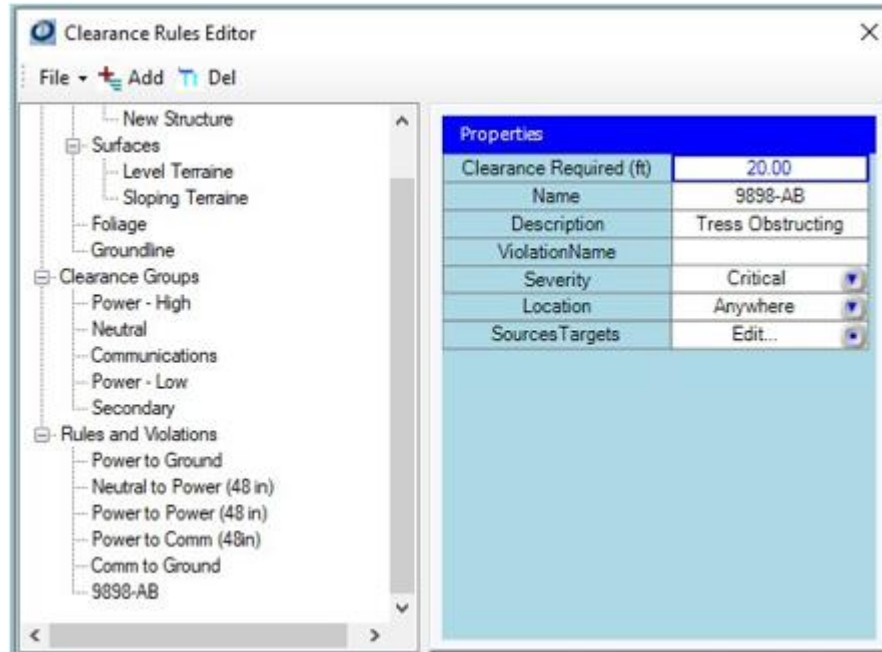 Clearance Rules Editor
File Add Del
New Structure
Surfaces
Level Terraine
Sloping Terraine
Foliage
Groundline
Clearance Groups
Power - High
Neutral
Communications
Power - Low
Secondary
Rules and Violations
Power to Ground
Neutral to Power (48 in)
Power to Power (48 in)
Power to Comm (48in)
Comm to Ground
9898-AB
Properties
Clearance Required (ft) 20.00
Name 9898-AB
Description Tress Obstructing
ViolationName
Severity Critical
Location Anywhere
SourcesTargets Edit...